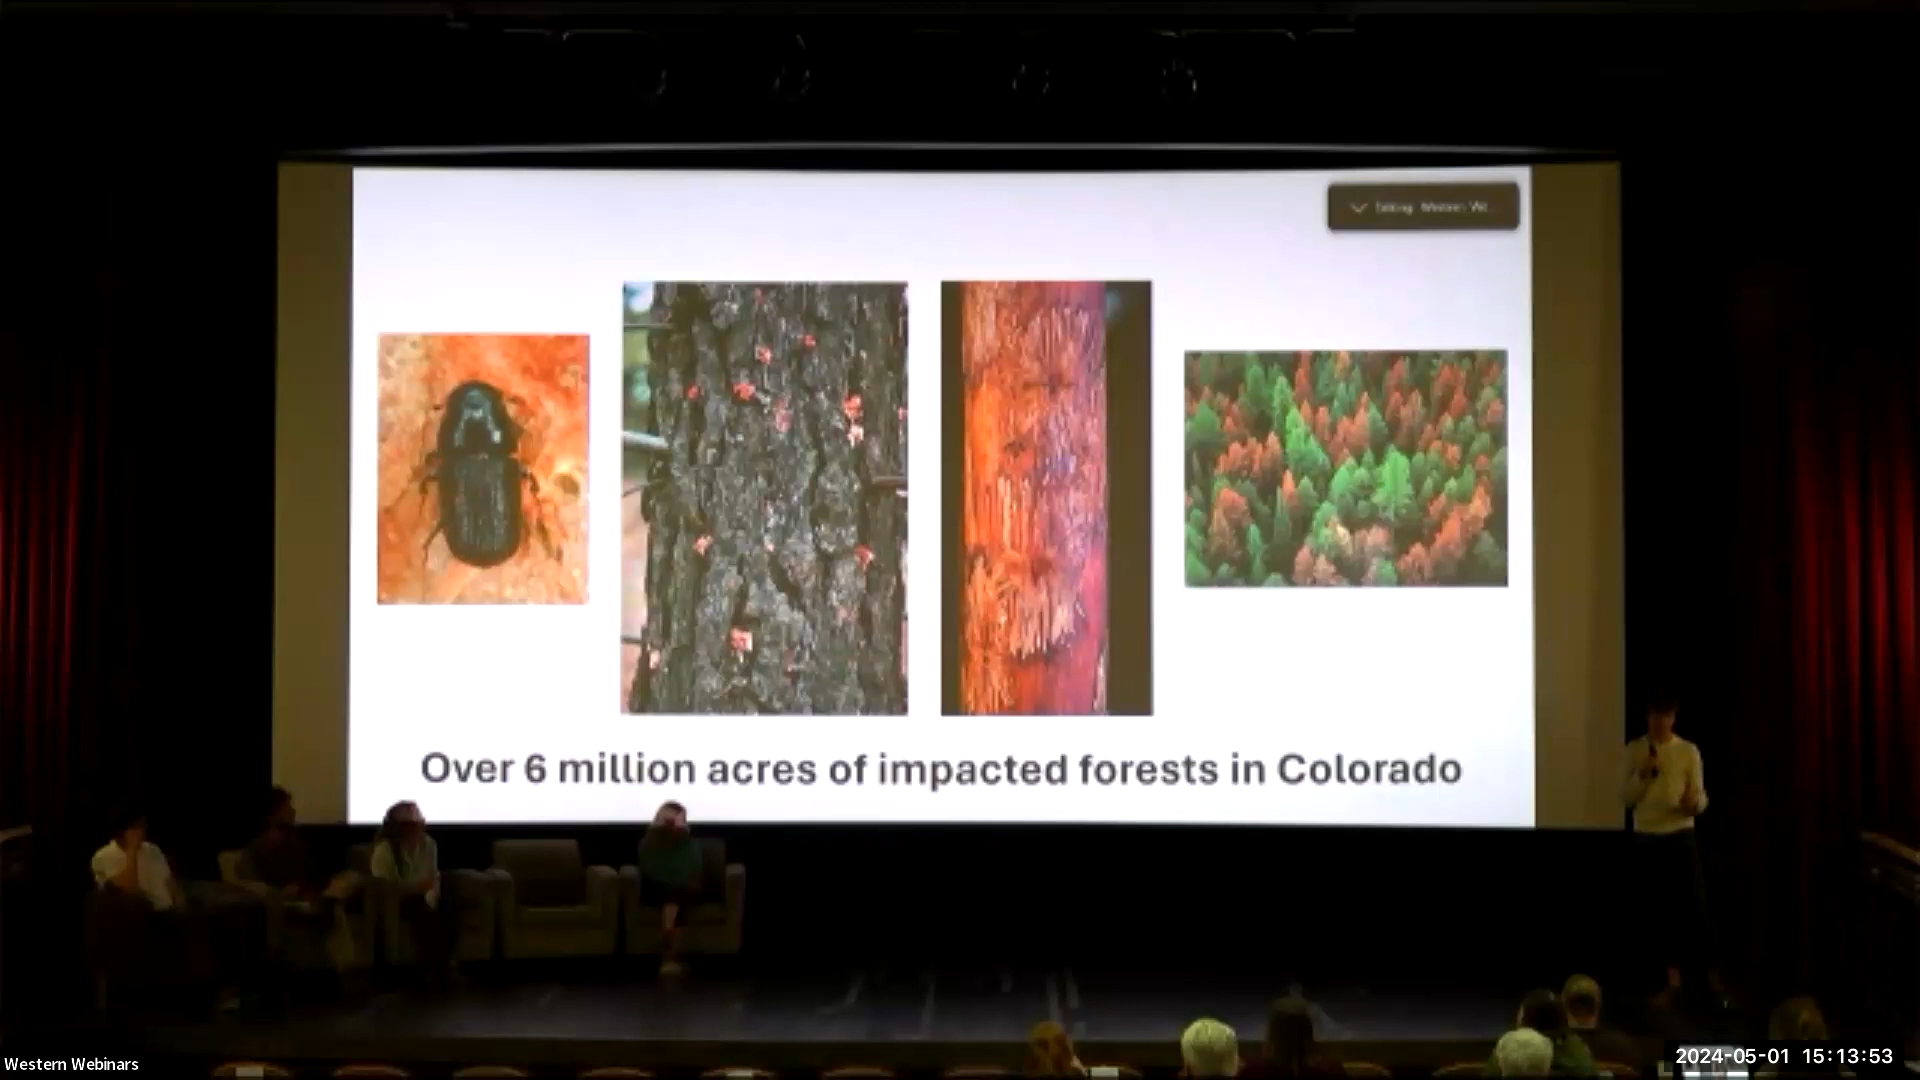 Over 6 million acres of impacted forests in Colorado
Western Webinars
2024-05-01 15:13:53